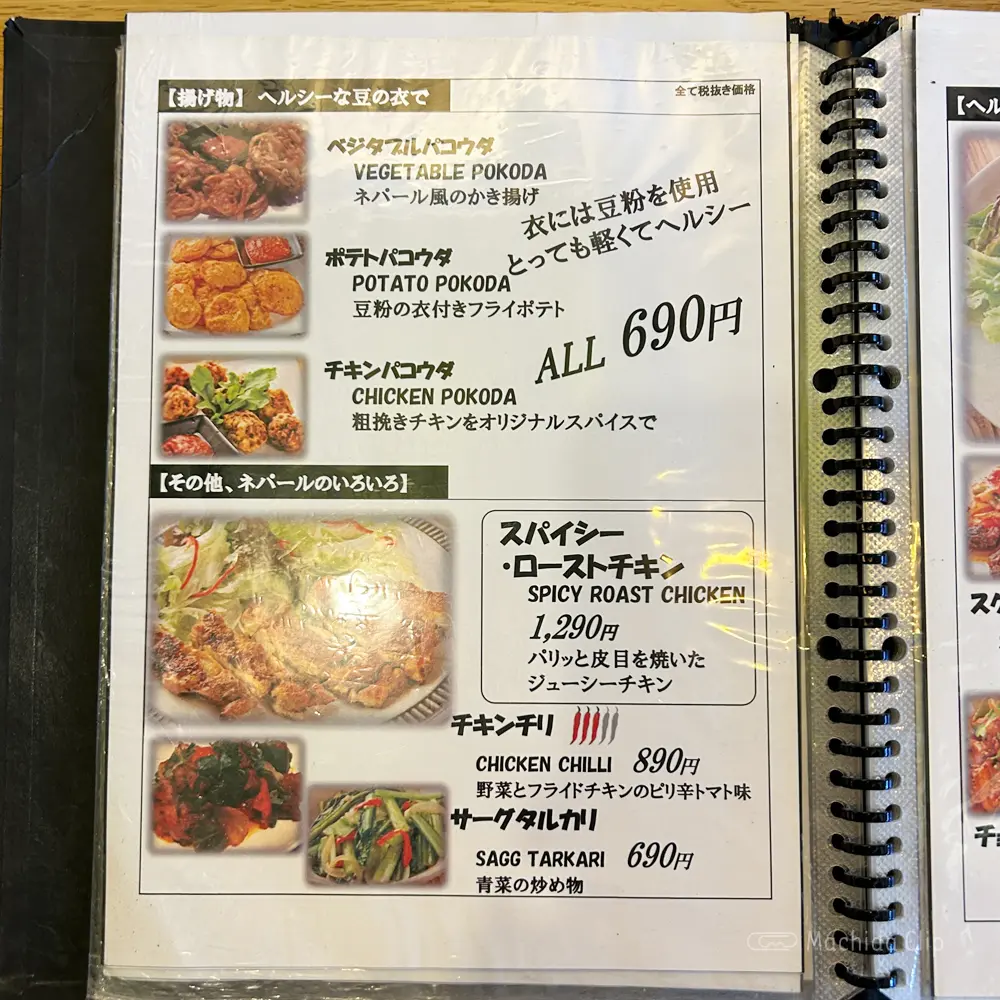 【揚げ物】 ヘルシーな豆の衣で
全て税抜き価格
ベジタブルパコウダ
VEGETABLE POKODA
ネパール風のかき揚げ
衣には豆粉を使用
とっても軽くてヘルシー
ポテトパコウダ
POTATO POKODA
豆粉の衣付きフライポテト
ALL 690円
チキンパコウダ
CHICKEN POKODA
粗挽きチキンをオリジナルスパイスで
【その他、ネパールのいろいろ】
スパイシー
・ローストチキン
SPICY ROAST CHICKEN
1,290円
パリッと皮目を焼いた
ジューシーチキン
チキンチリ
CHICKEN CHILLI 890円
野菜とフライドチキンのピリ辛トマト味
サーグタルカリ
SAGG TARKARI 690円
青菜の炒め物
【ヘル
スク
チョ
Machida Clip